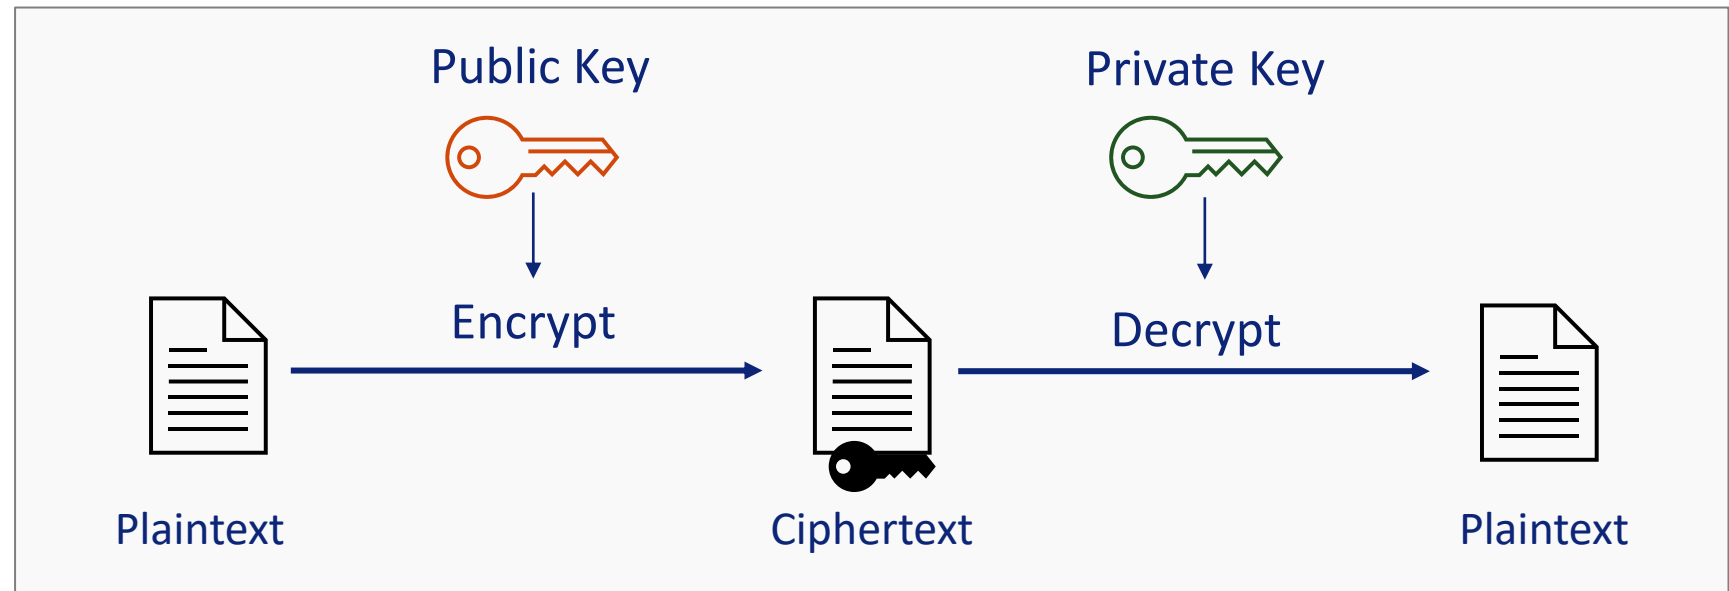 Public Key
Private Key
Encrypt
Decrypt
Plaintext
Ciphertext
Plaintext